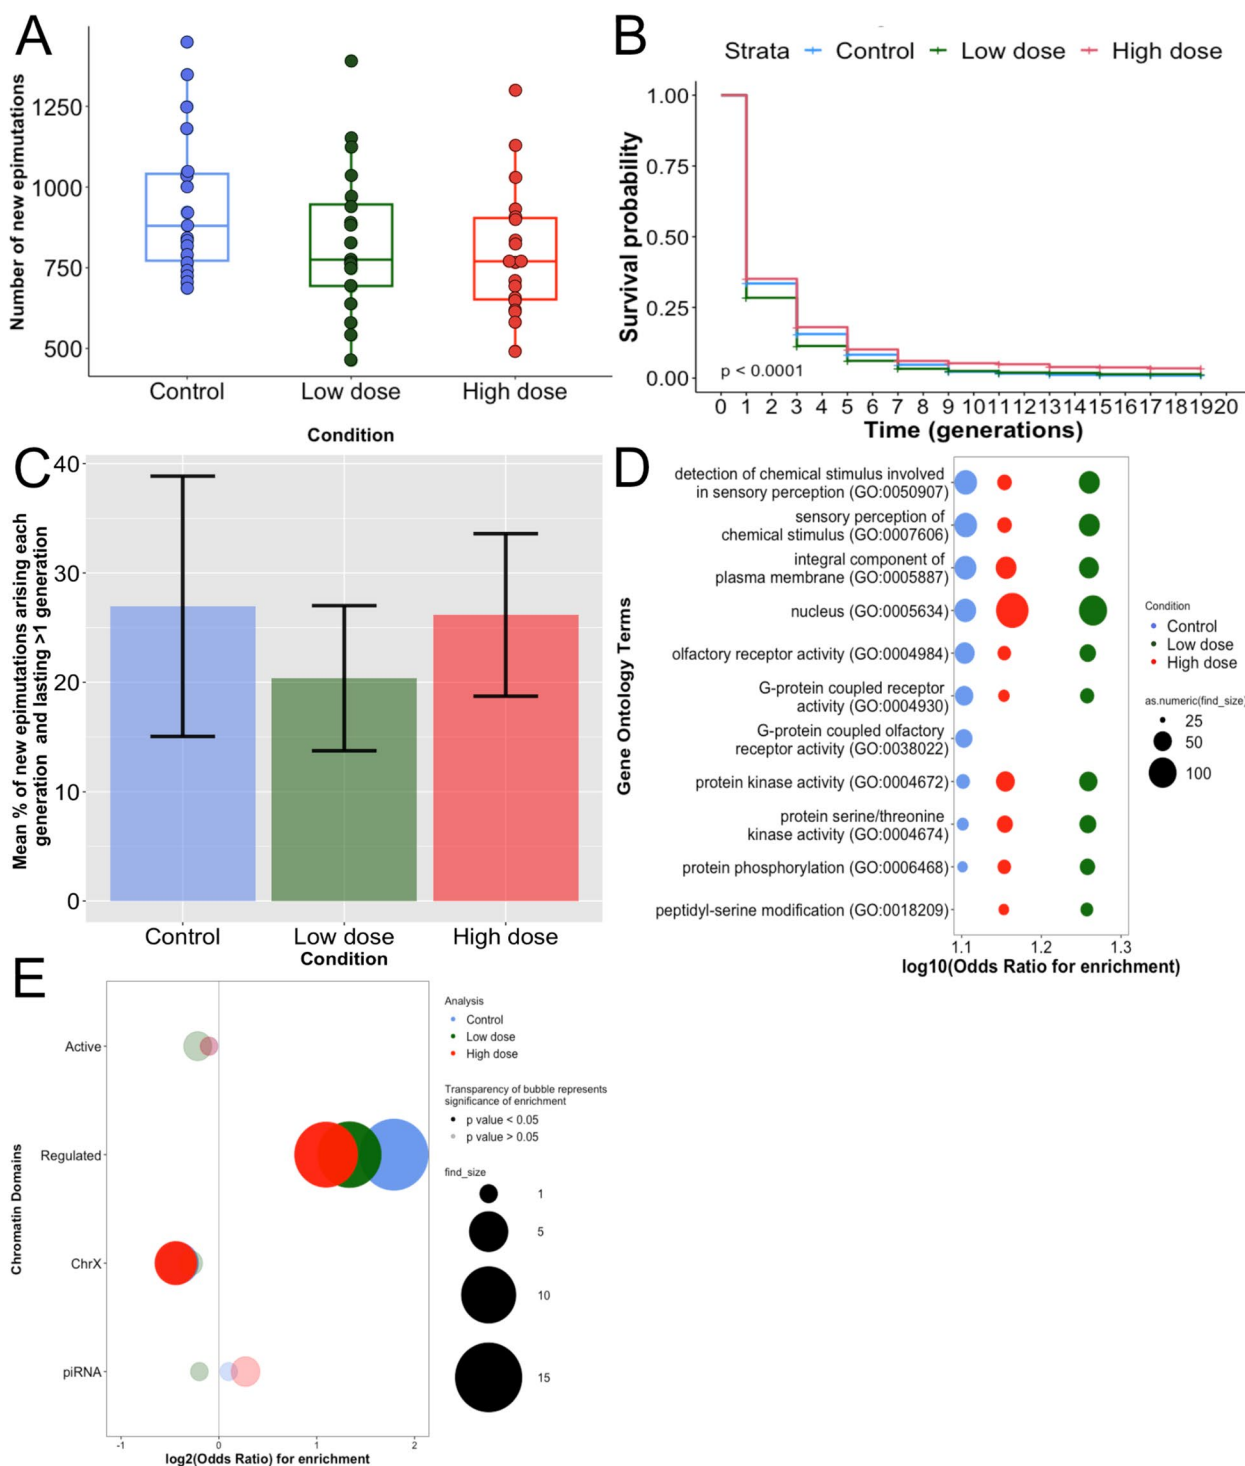 A
Number of new epimutations
1250
1000
750
500
Control
Low dose
High dose
Condition
B
Strata
Control
Low dose
High dose
Survival probability
1.00
0.75
0.50
0.25
0.00
p < 0.0001
0 1 2 3 4 5 6 7 8 9 10 11 12 13 14 15 16 17 18 19 20
Time (generations)
C
Mean % of new epimutations arising each
generation and lasting >1 generation
40
30
20
10
0
Control
Low dose
High dose
Condition
D
Gene Ontology Terms
detection of chemical stimulus involved
in sensory perception (GO:0050907)
sensory perception of
chemical stimulus (GO:0007606)
integral component of
plasma membrane (GO:0005887)
nucleus (GO:0005634)
olfactory receptor activity (GO:0004984)
G-protein coupled receptor
activity (GO:0004930)
G-protein coupled olfactory
receptor activity (GO:0038022)
protein kinase activity (GO:0004672)
protein serine/threonine
kinase activity (GO:0004674)
protein phosphorylation (GO:0006468)
peptidyl-serine modification (GO:0018209)
1.1
1.2
1.3
log10(Odds Ratio for enrichment)
Condition
Control
Low dose
High dose
as.numeric(find_size)
25
50
100
E
Chromatin Domains
Active
Regulated
ChrX
piRNA
-1
0
1
2
log2(Odds Ratio) for enrichment
Analysis
Control
Low dose
High dose
Transparency of bubble represents
significance of enrichment
p value < 0.05
p value > 0.05
find_size
1
5
10
15